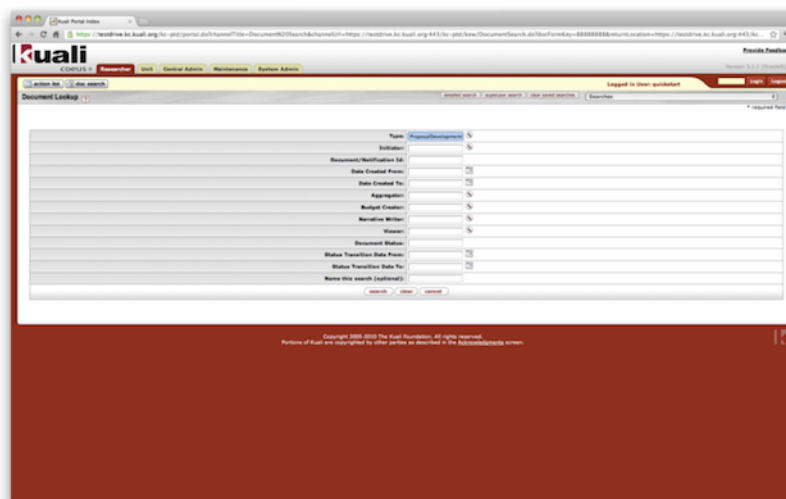 Kuali Portal Index
https://testdrive.kc.kuali.org/kc-ptd/portal.do?channelTitle=Document%20Search&channelUrl=https://testdrive.kc.kuali.org:443/kc-ptd/kew/DocumentSearch.do?docFormKey=88888888&returnLocation=https://testdrive.kc.kuali.org:443/kc...
Kuali
Provide Feedba
COEUS Researcher Unit Central Admin Maintenance System Admin
action list doc search
Logged in User: quickstart
Login Logou
Document Lookup
detailed search superuser search clear saved searches Searches
* required field
Type: ProposalDevelopment
Initiator:
Document/Notification Id:
Date Created From:
Date Created To:
Aggregator:
Budget Creator:
Narrative Writer:
Viewer:
Document Status:
Status Transition Date From:
Status Transition Date To:
Name this search (optional):
search clear cancel
Copyright 2005-2010 The Kuali Foundation. All rights reserved.
Portions of Kuali are copyrighted by other parties as described in the Acknowledgments screen.